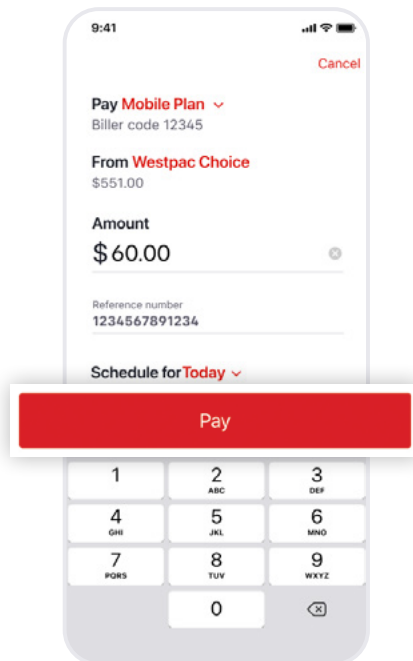 9:41
Cancel
Pay Mobile Plan
Biller code 12345
From Westpac Choice
$551.00
Amount
$60.00
Reference number
1234567891234
Schedule for Today
Pay
1 2 3
ABC DEF
4 5 6
GHI JKL MNO
7 8 9
PQRS TUV WXYZ
0